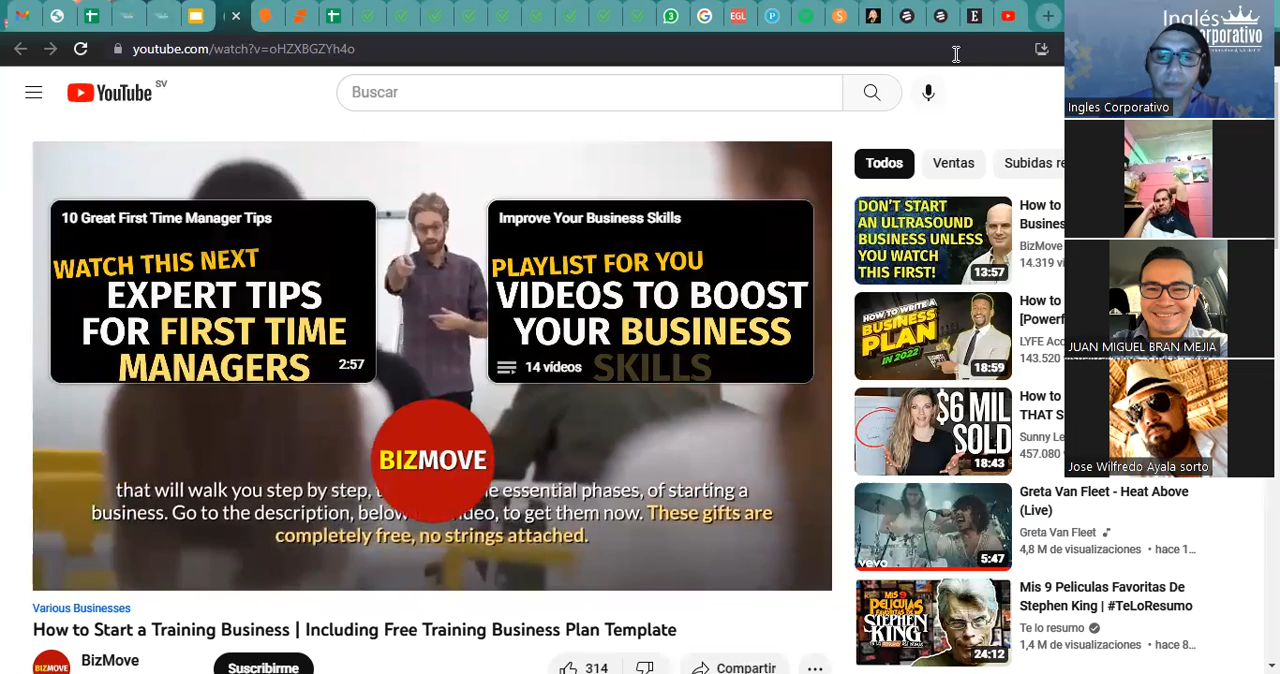 3
EGL
youtube.com/watch?v=oHZXBGZYh4o
YouTube SV
Buscar
Inglés
Corporativo
Ingles Corporativo
JUAN MIGUEL BRAN MEJIA
Jose Wilfredo Ayala sorto
10 Great First Time Manager Tips
WATCH THIS NEXT
EXPERT TIPS
FOR FIRST TIME
MANAGERS
2:57
Improve Your Business Skills
PLAYLIST FOR YOU
VIDEOS TO BOOST
YOUR BUSINESS
SKILLS
14 vídeos
BIZMOVE
that will walk you step by step,
e essential phases, of starting a
business. Go to the description, below
to get them now. These gifts are
completely free, no strings attached.
Todos
Ventas
Subidas re
DON'T START
AN ULTRASOUND
BUSINESS UNLESS
YOU WATCH
THIS FIRST!
13:57
How to
Busines
BizMove
14.319 vi
HOW TO WRITE A
BUSINESS
PLAN
IN 2022
18:59
How to
[Powerf
LYFE Acc
143.520
$6 MIL
SOLD
18:43
How to
THAT S
Sunny Le
457.080
vevo
5:47
Greta Van Fleet - Heat Above
(Live)
Greta Van Fleet
4,8 M de visualizaciones • hace 1...
MIS 9
PELICULAS
FAVORITAS DE
STEPHEN
KING
24:12
Mis 9 Peliculas Favoritas De
Stephen King | #TeLoResumo
Te lo resumo
1,4 M de visualizaciones • hace 8...
Various Businesses
How to Start a Training Business | Including Free Training Business Plan Template
BIZMOVE
BizMove
Suscribirme
314
Compartir